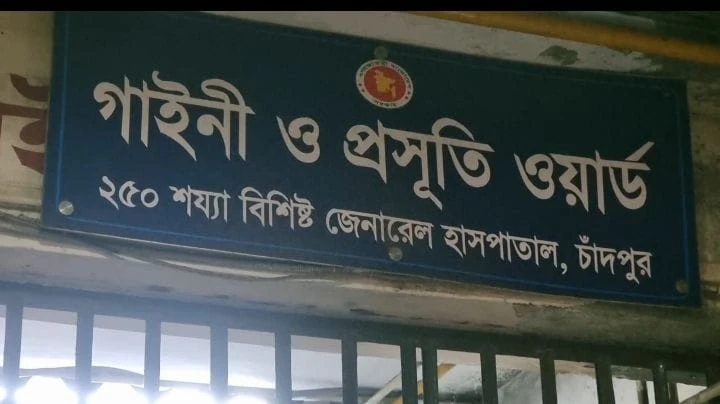 গাইনী ও প্রসূতি ওয়ার্ড
২৫০ শয্যা বিশিষ্ট জেনারেল হাসপাতাল, চাঁদপুর